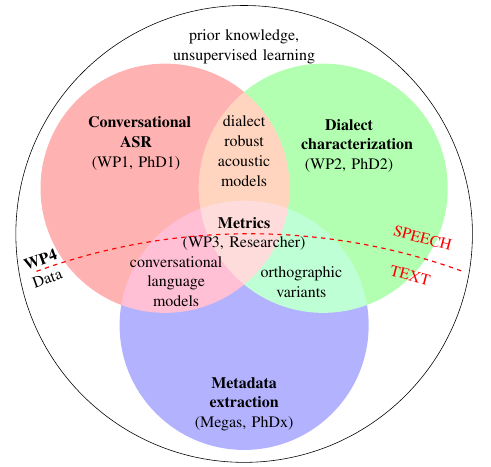 prior knowledge,
unsupervised learning
Conversational
ASR
(WP1, PhD1)
dialect
robust
acoustic
models
Dialect
characterization
(WP2, PhD2)
Metrics
(WP3, Researcher)
SPEECH
TEXT
WP4
Data
conversational
language
models
orthographic
variants
Metadata
extraction
(Megas, PhDx)